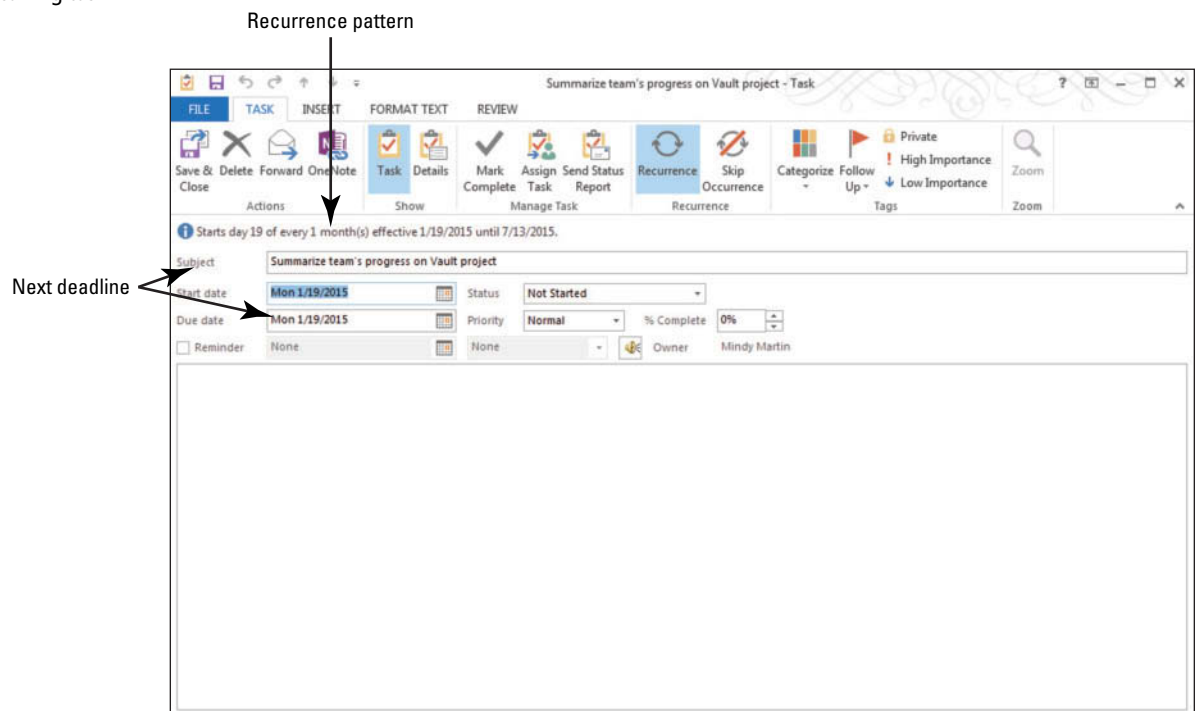 Recurrence pattern
Summarize team's progress on Vault project - Task
?
FILE TASK INSERT FORMAT TEXT REVIEW
Save & Close Delete Forward OneNote Task Details Mark Complete Assign Task Send Status Report Recurrence Skip Occurrence Categorize Follow Up Private
High Importance
Low Importance
Zoom
Actions Show Manage Task Recurrence Tags Zoom
Starts day 19 of every 1 month(s) effective 1/19/2015 until 7/13/2015.
Subject Summarize team's progress on Vault project
Next deadline
Start date Mon 1/19/2015 Status Not Started
Due date Mon 1/19/2015 Priority Normal % Complete 0%
Reminder None None Owner Mindy Martin